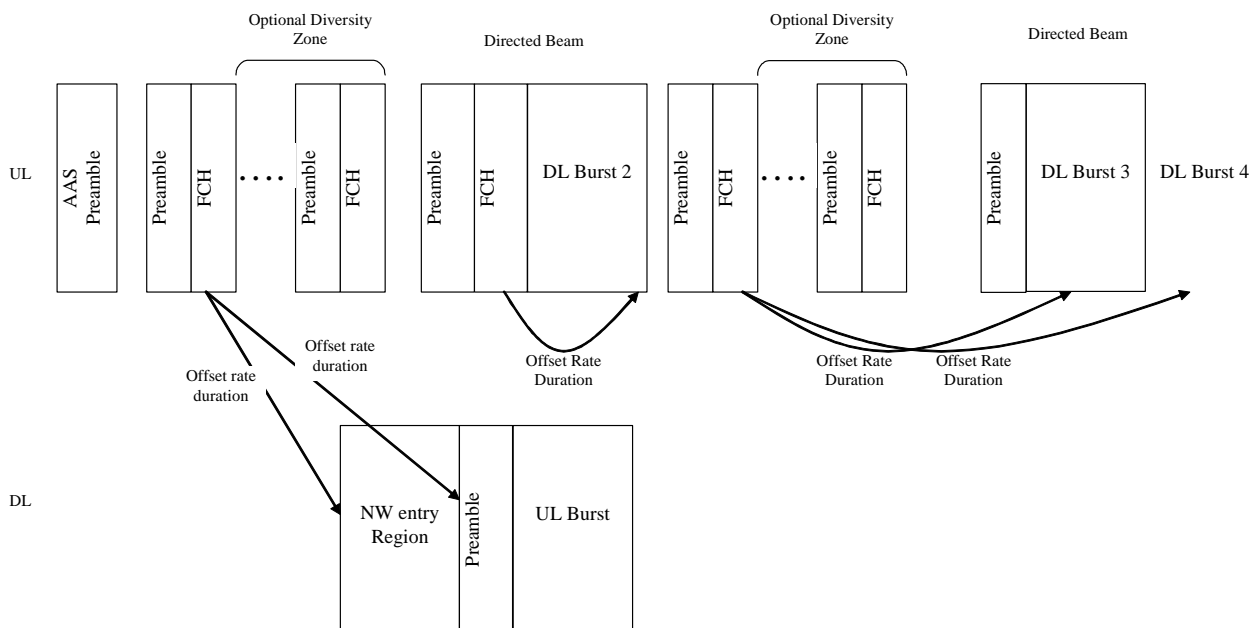 Optional Diversity
Zone
Directed Beam
Optional Diversity
Zone
Directed Beam
UL
AAS
Preamble
Preamble
FCH
....
Preamble
FCH
Preamble
FCH
DL Burst 2
Preamble
FCH
....
Preamble
FCH
Preamble
DL Burst 3
DL Burst 4
Offset rate
duration
Offset rate
duration
Offset Rate
Duration
Offset Rate
Duration
Offset Rate
Duration
DL
NW entry
Region
Preamble
UL Burst